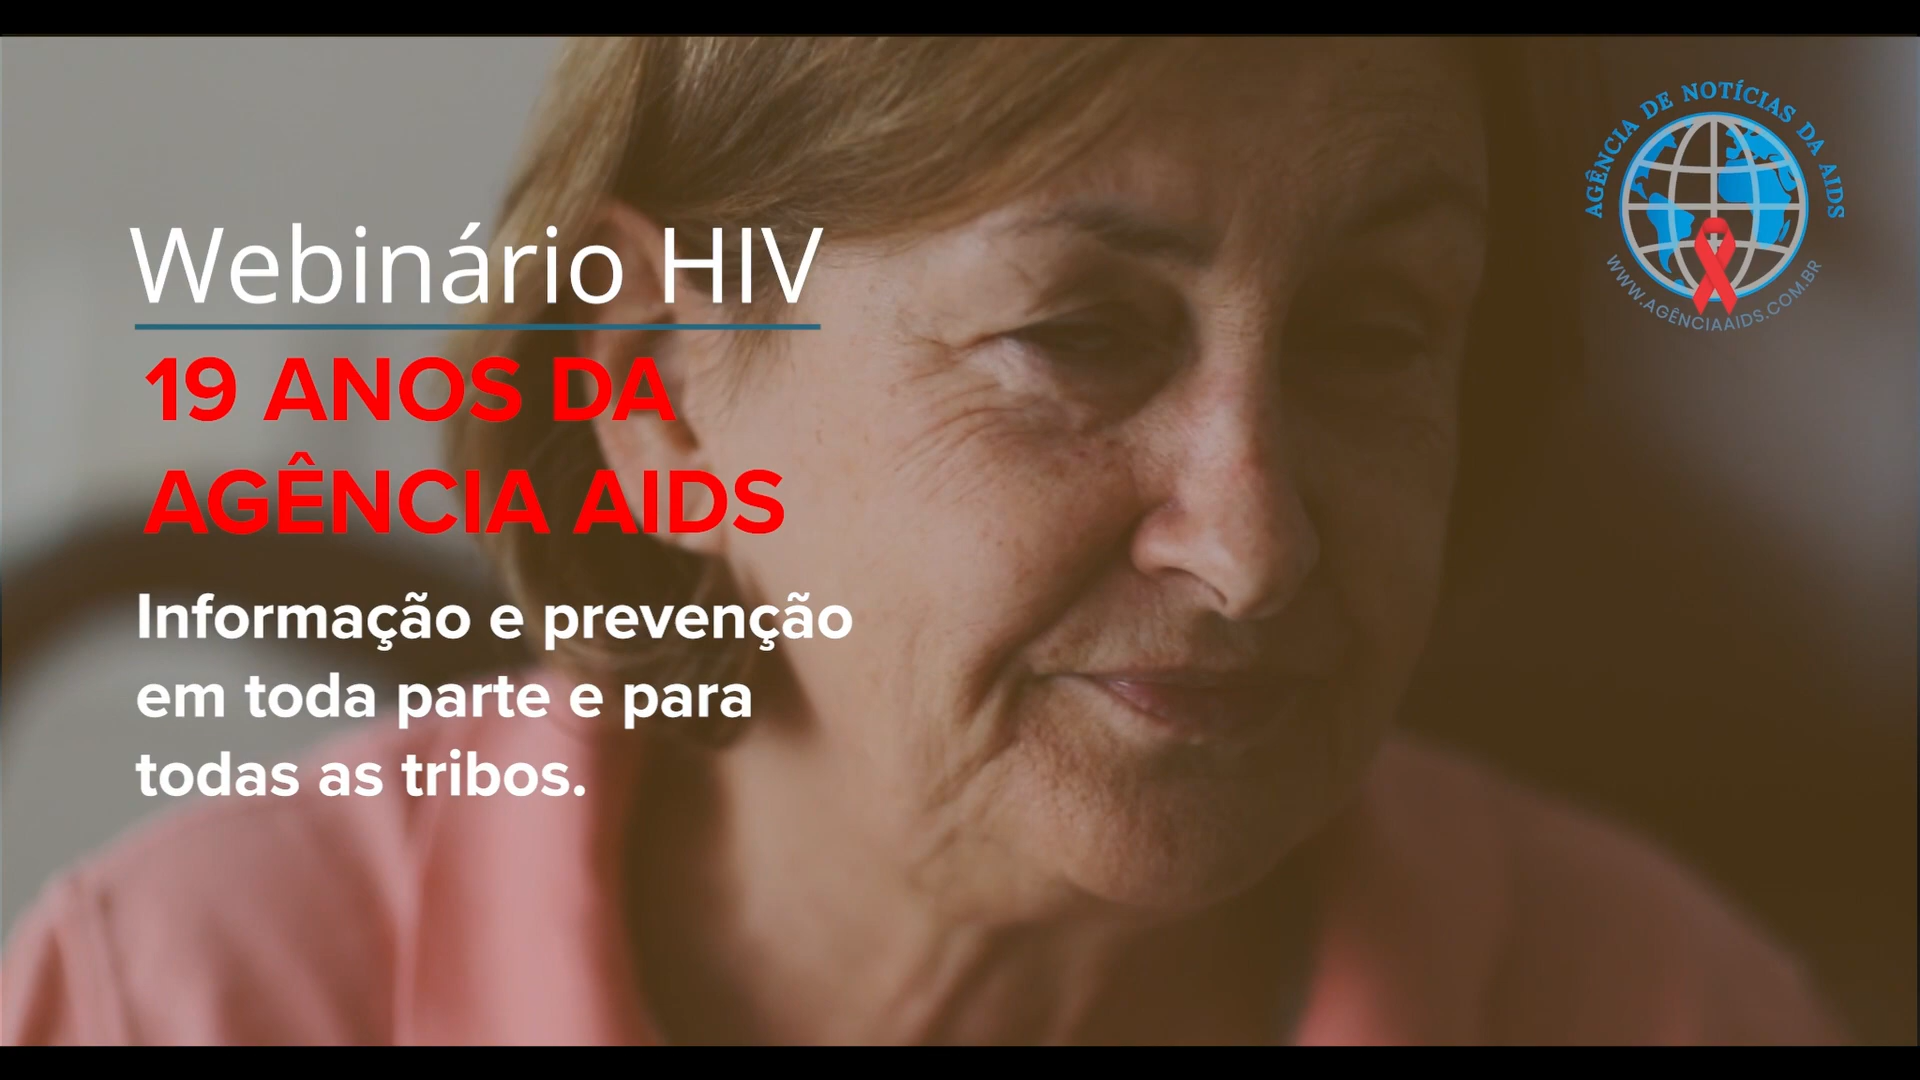 AGÊNCIA DE NOTÍCIAS DA AIDS
WWW.AGÊNCIAAIDS.COM.BR
Webinário HIV
19 ANOS DA
AGÊNCIA AIDS
Informação e prevenção
em toda parte e para
todas as tribos.